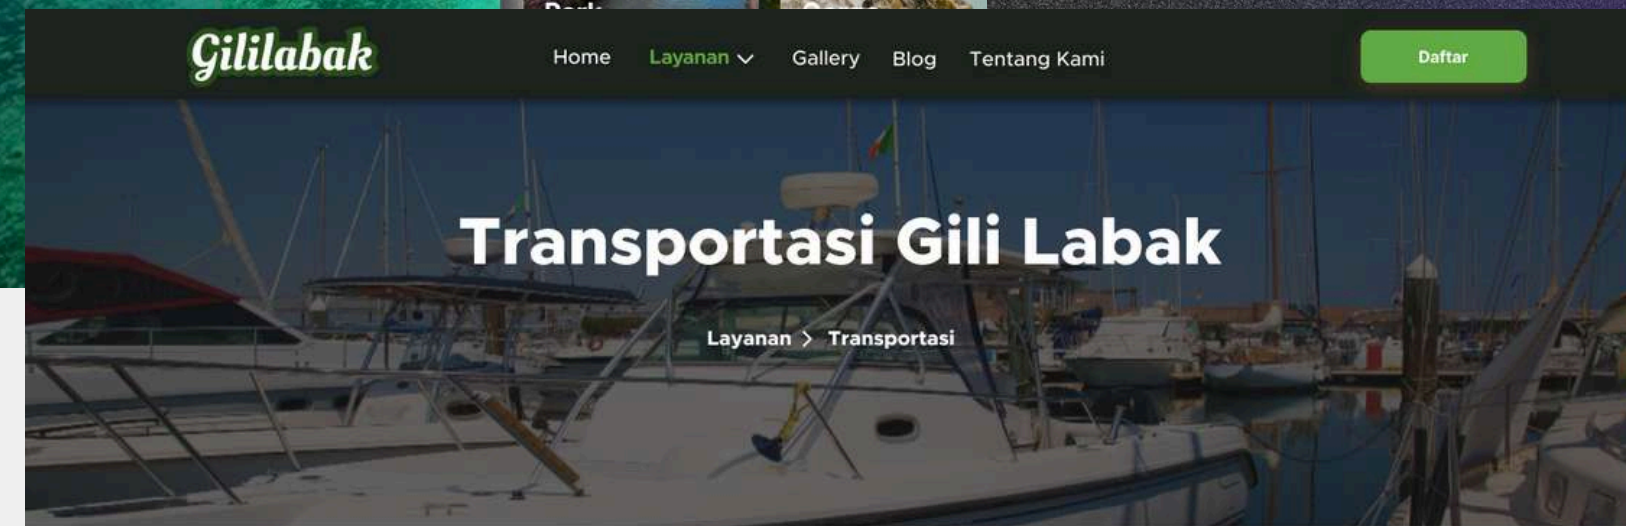 Gililabak
Home Layanan Gallery Blog Tentang Kami
Daftar
Transportasi Gili Labak
Layanan > Transportasi